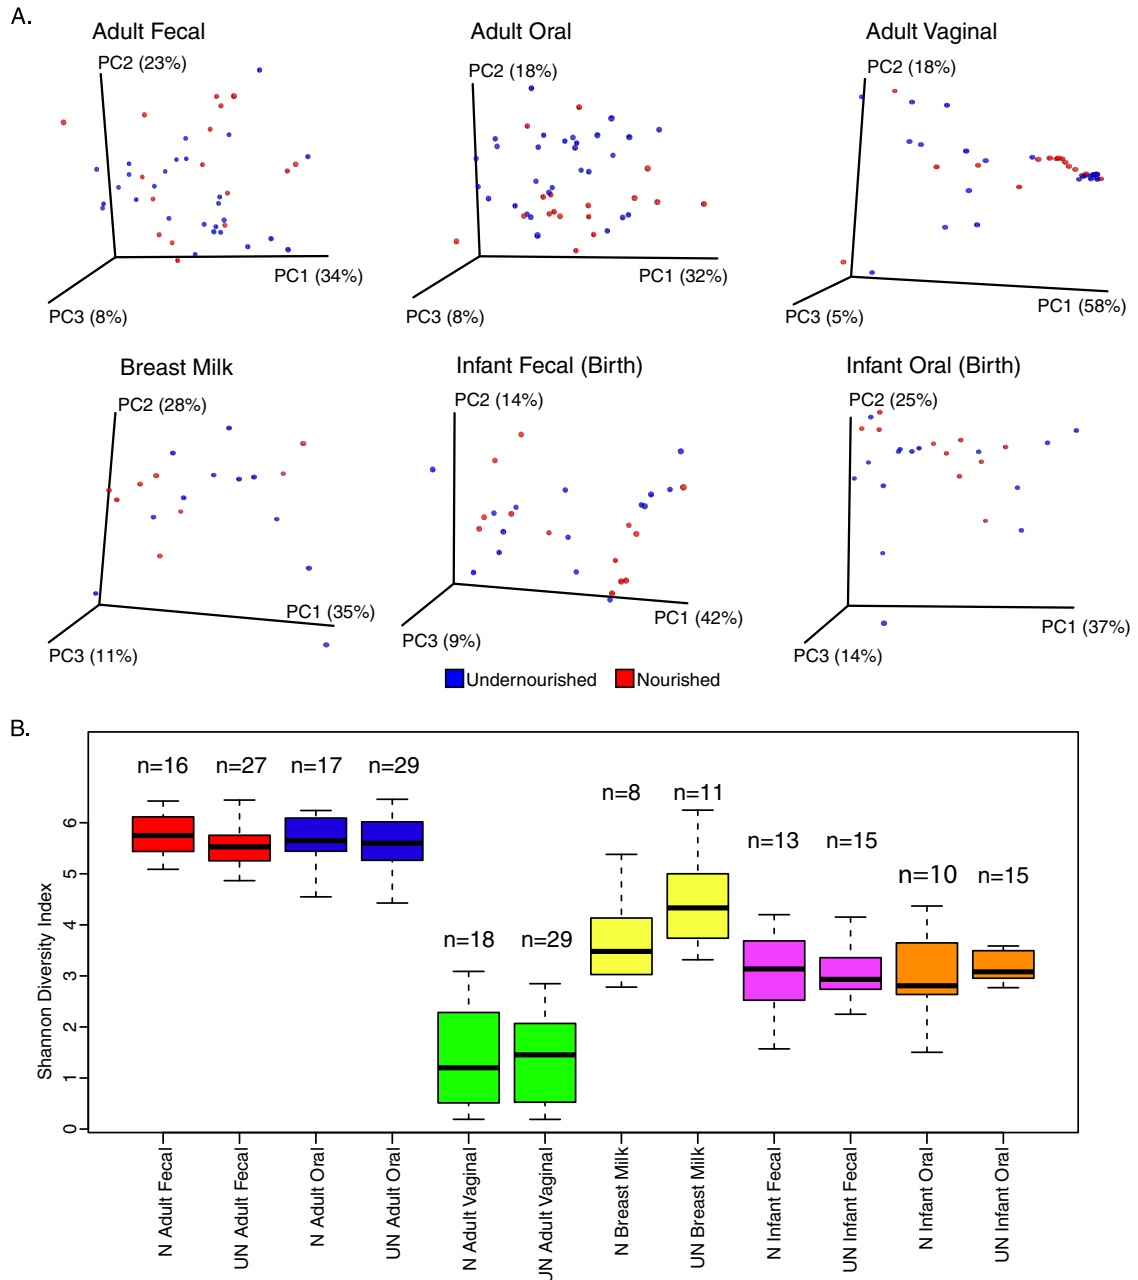 A.
Adult Fecal
PC2 (23%)
PC1 (34%)
PC3 (8%)
Adult Oral
PC2 (18%)
PC1 (32%)
PC3 (8%)
Adult Vaginal
PC2 (18%)
PC1 (58%)
PC3 (5%)
Breast Milk
PC2 (28%)
PC1 (35%)
PC3 (11%)
Infant Fecal (Birth)
PC2 (14%)
PC1 (42%)
PC3 (9%)
Infant Oral (Birth)
PC2 (25%)
PC1 (37%)
PC3 (14%)
Undernourished
Nourished
B.
Shannon Diversity Index
6
5
4
3
2
1
0
n=16
n=27
n=17
n=29
n=18
n=29
n=8
n=11
n=13
n=15
n=10
n=15
N Adult Fecal
UN Adult Fecal
N Adult Oral
UN Adult Oral
N Adult Vaginal
UN Adult Vaginal
N Breast Milk
UN Breast Milk
N Infant Fecal
UN Infant Fecal
N Infant Oral
UN Infant Oral